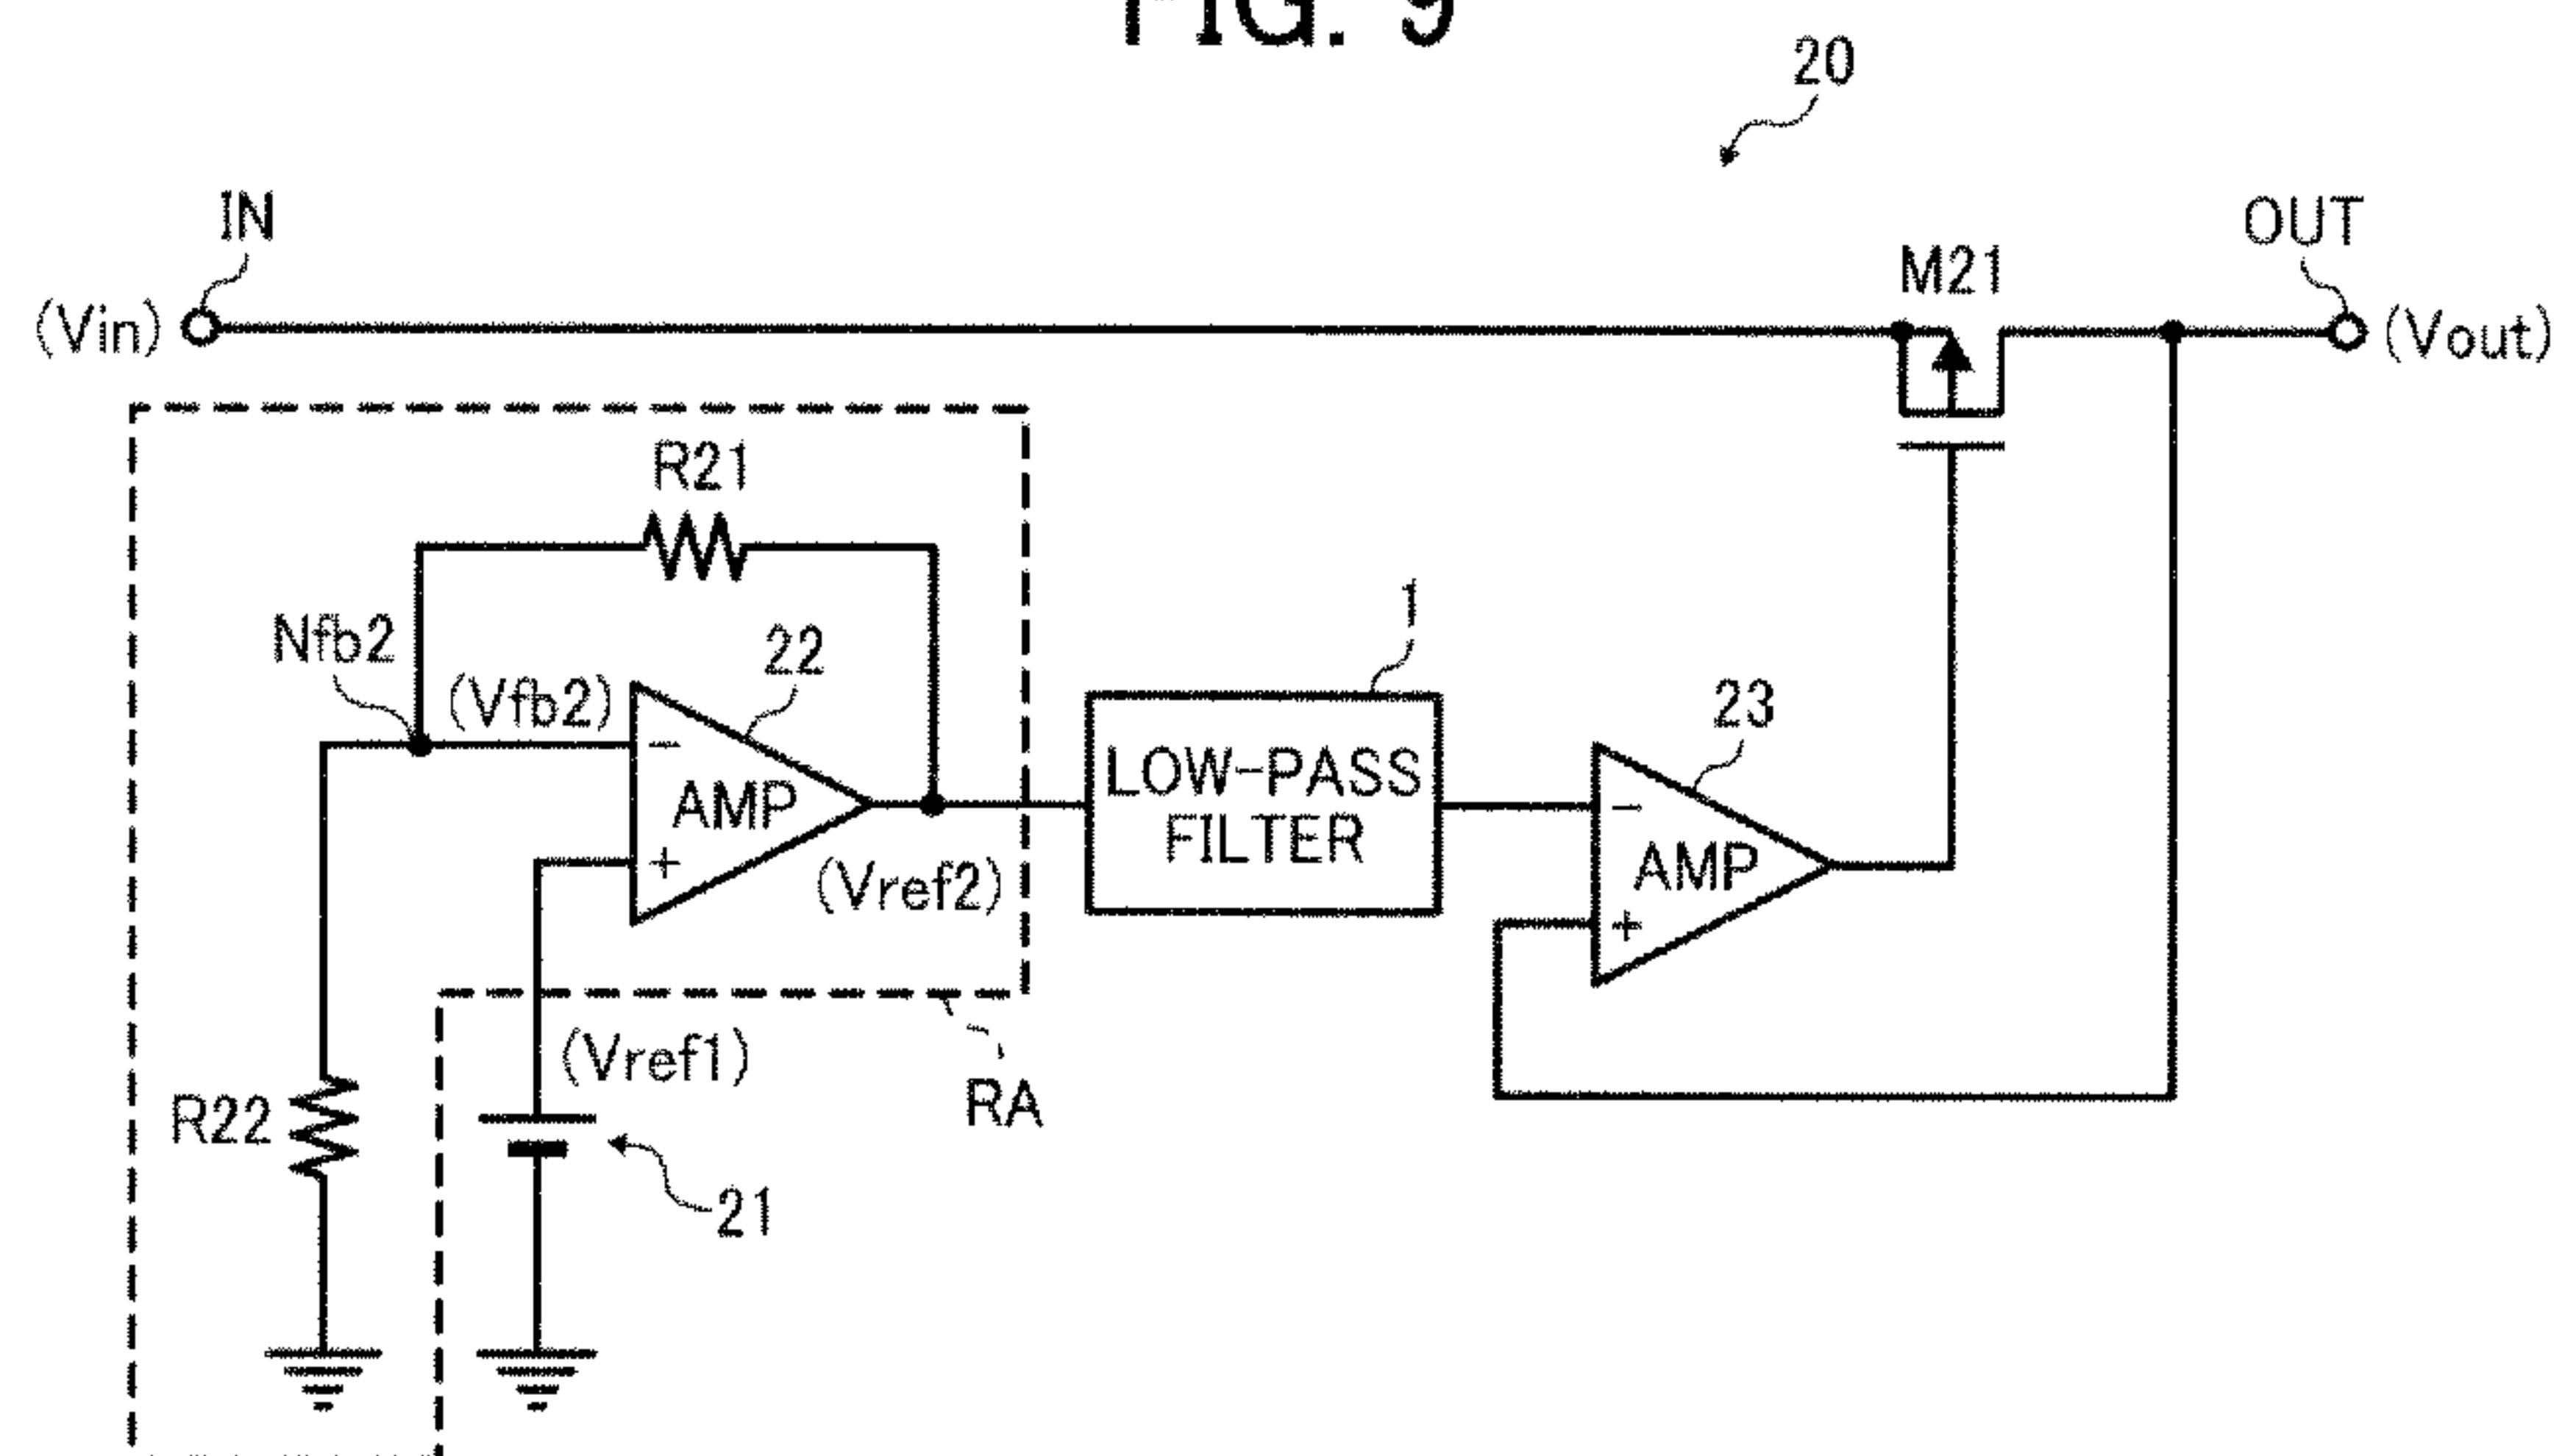 FIG. 9
20
IN
(Vin)
M21
OUT
(Vout)
R21
Nfb2
(Vfb2)
22
−
AMP
+
(Vref2)
1
LOW-PASS
FILTER
23
−
AMP
+
(Vref1)
RA
R22
21